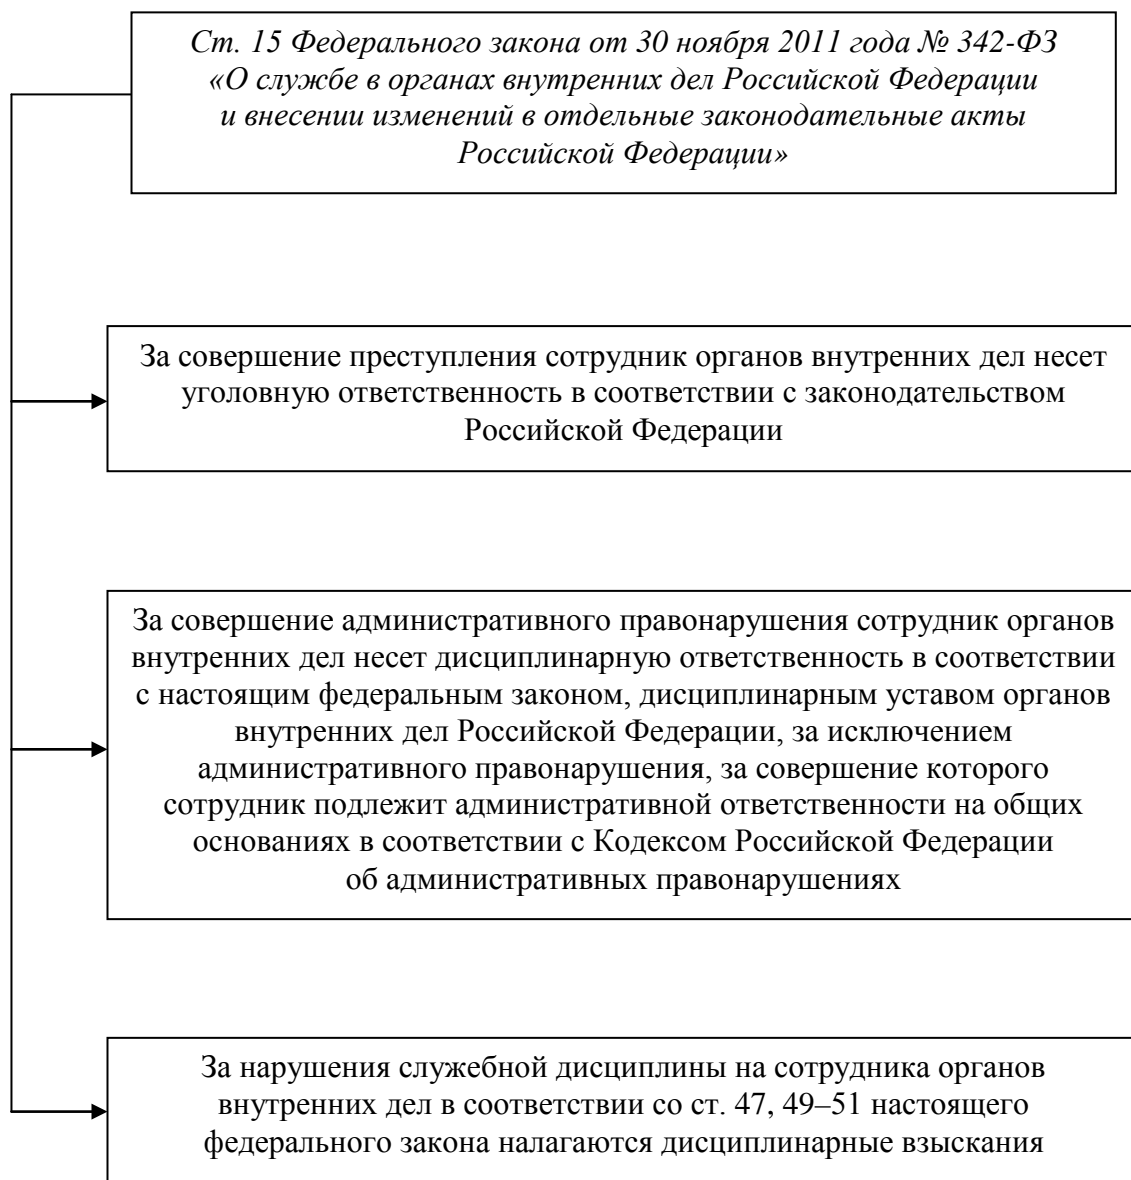 Ст. 15 Федерального закона от 30 ноября 2011 года № 342-ФЗ
«О службе в органах внутренних дел Российской Федерации
и внесении изменений в отдельные законодательные акты
Российской Федерации»
За совершение преступления сотрудник органов внутренних дел несет
уголовную ответственность в соответствии с законодательством
Российской Федерации
За совершение административного правонарушения сотрудник органов
внутренних дел несет дисциплинарную ответственность в соответствии
с настоящим федеральным законом, дисциплинарным уставом органов
внутренних дел Российской Федерации, за исключением
административного правонарушения, за совершение которого
сотрудник подлежит административной ответственности на общих
основаниях в соответствии с Кодексом Российской Федерации
об административных правонарушениях
За нарушения служебной дисциплины на сотрудника органов
внутренних дел в соответствии со ст. 47, 49–51 настоящего
федерального закона налагаются дисциплинарные взыскания